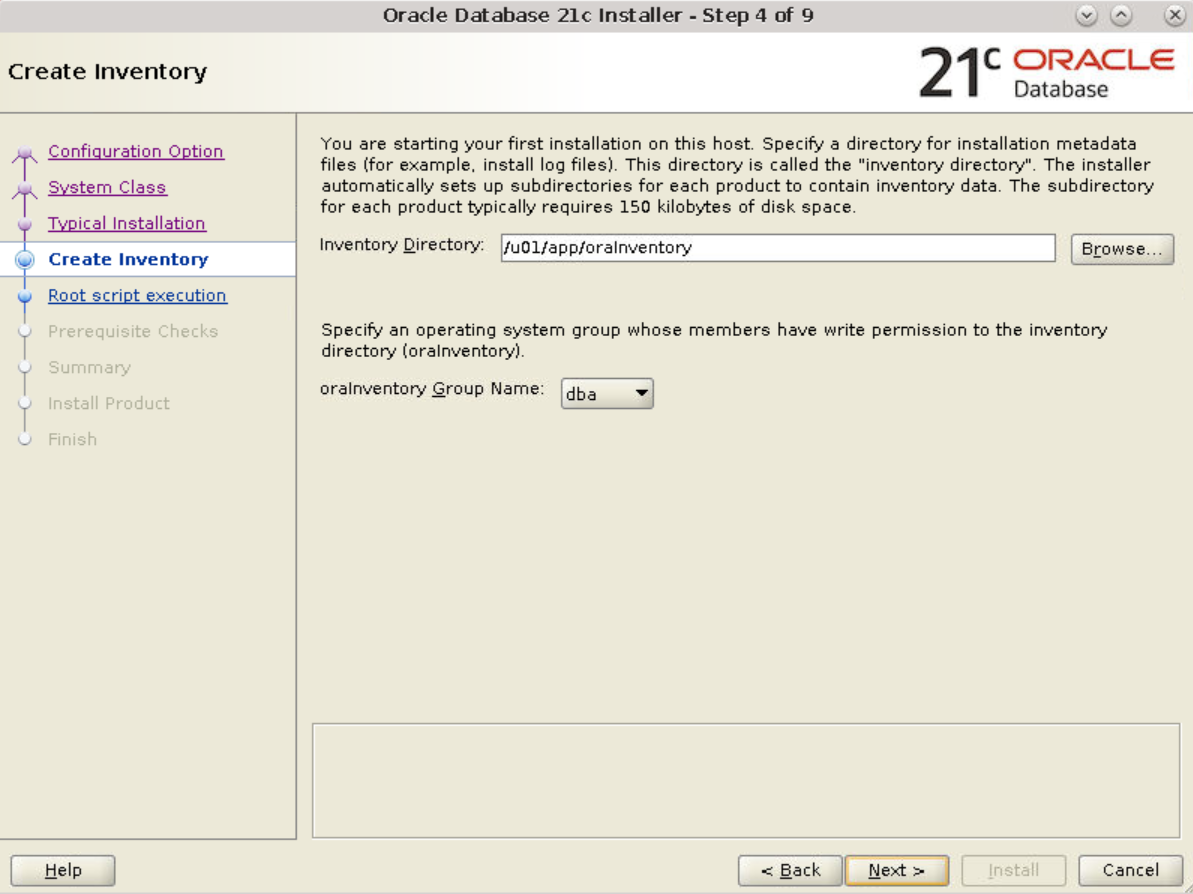 Oracle Database 21c Installer - Step 4 of 9
Create Inventory
21c ORACLE
Database
Configuration Option
System Class
Typical Installation
Create Inventory
Root script execution
Prerequisite Checks
Summary
Install Product
Finish
You are starting your first installation on this host. Specify a directory for installation metadata
files (for example, install log files). This directory is called the "inventory directory". The installer
automatically sets up subdirectories for each product to contain inventory data. The subdirectory
for each product typically requires 150 kilobytes of disk space.
Inventory Directory: /u01/app/oraInventory Browse...
Specify an operating system group whose members have write permission to the inventory
directory (oraInventory).
oraInventory Group Name: dba
Help < Back Next > Install Cancel